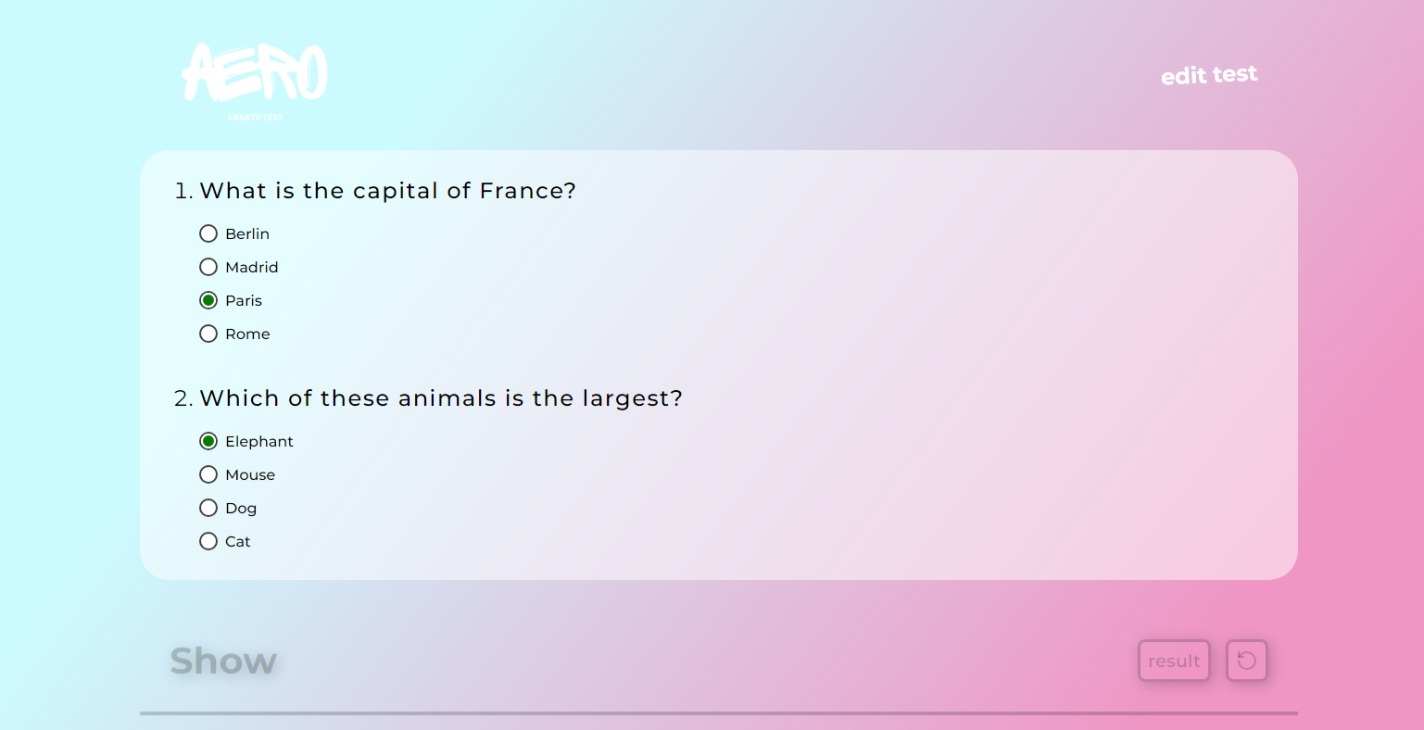 AERO
CREATE TEST
edit test
1. What is the capital of France?
Berlin
Madrid
Paris
Rome
2. Which of these animals is the largest?
Elephant
Mouse
Dog
Cat
Show
result